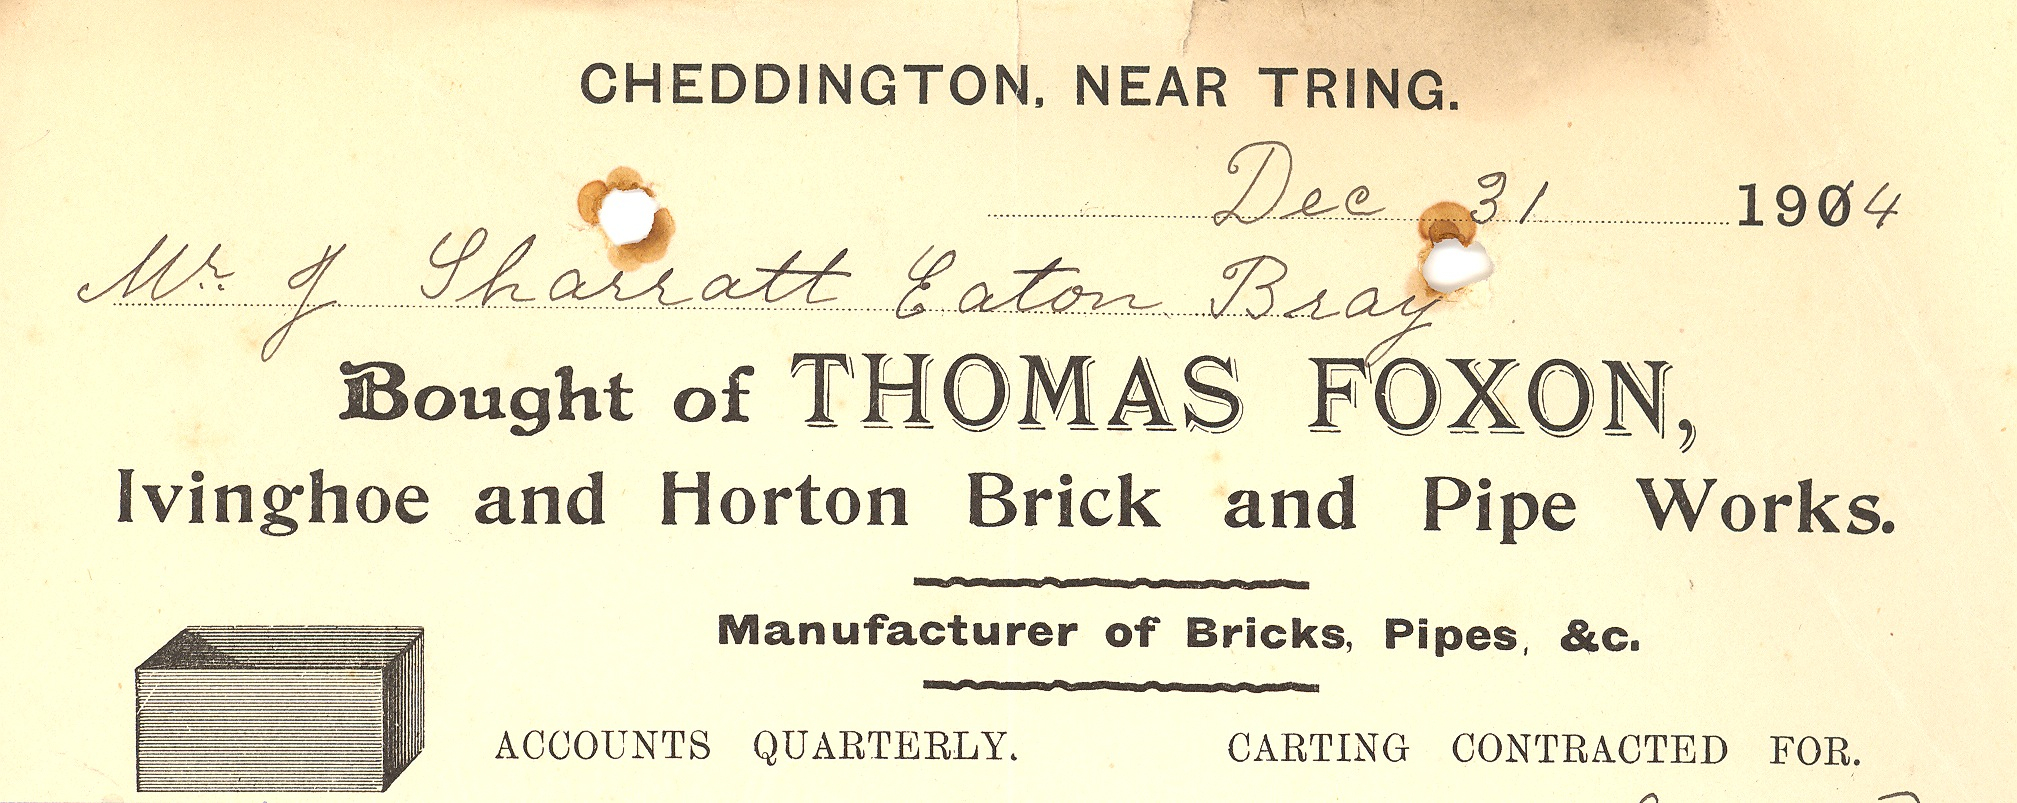 CHEDDINGTON, NEAR TRING.
Dec 31 1904
Mr. J Sharratt Eaton Bray
Bought of THOMAS FOXON,
Ivinghoe and Horton Brick and Pipe Works.
Manufacturer of Bricks, Pipes, &c.
ACCOUNTS QUARTERLY. CARTING CONTRACTED FOR.